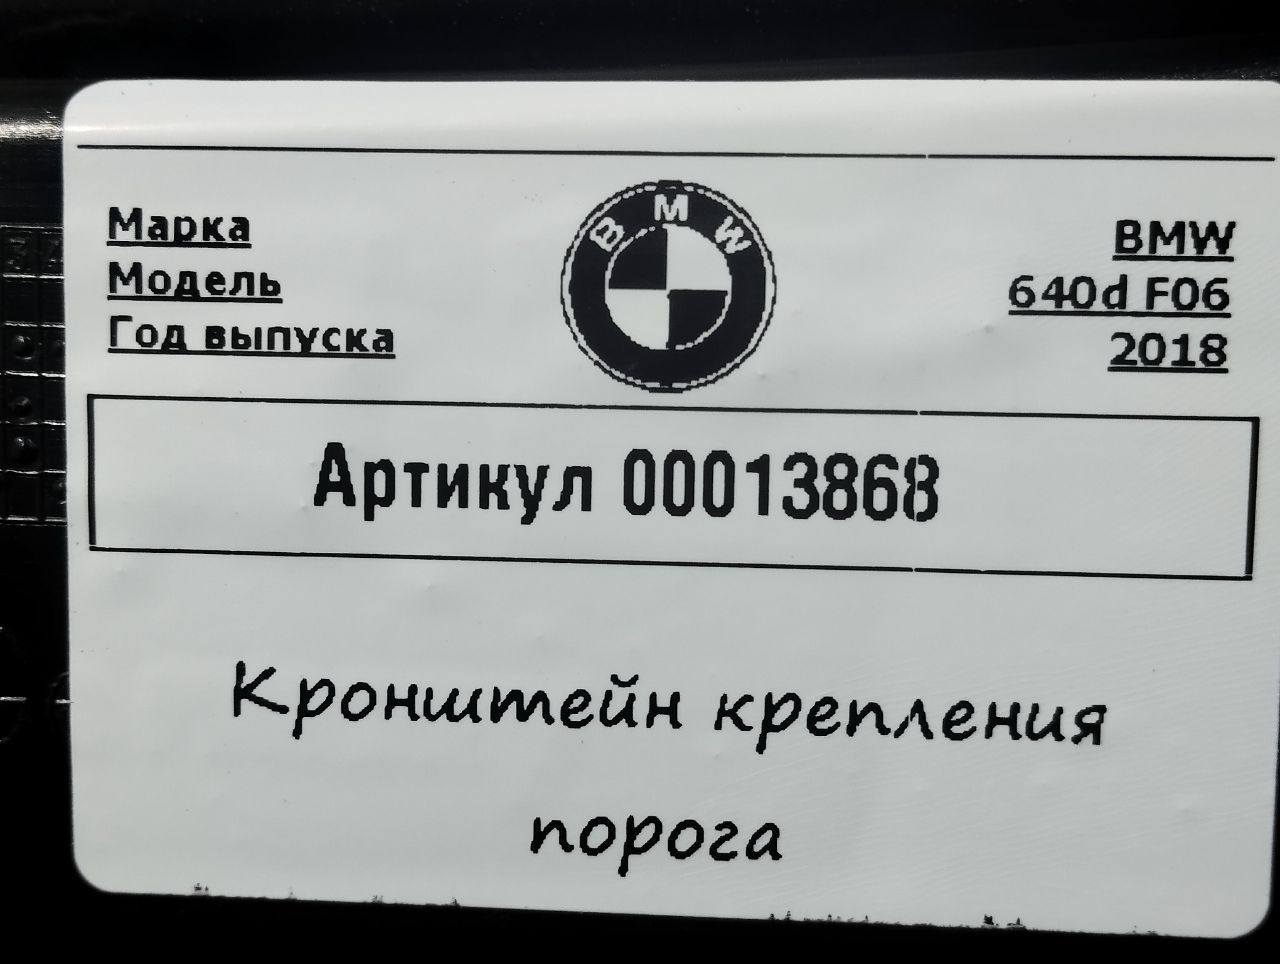 Марка BMW
Модель 640d F06
Год выпуска 2018
BMW
Артикул 00013868
Кронштейн крепления
порога